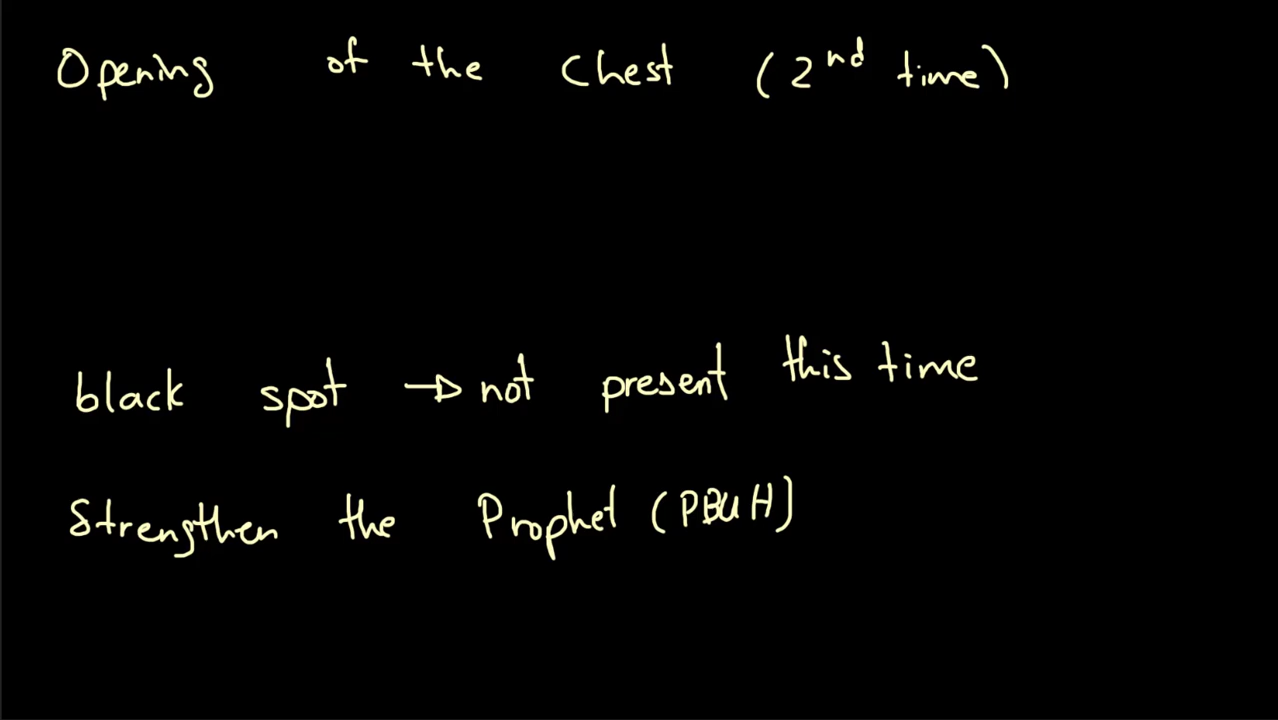 Opening of the Chest (2nd time)
black spot → not present this time
Strengthen the Prophet (PBUH)